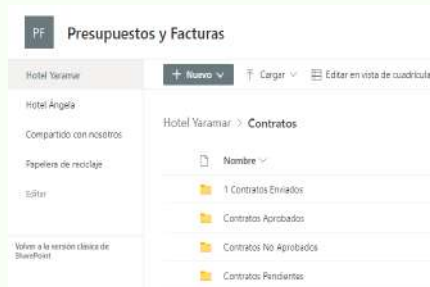 PF
Presupuestos y Facturas
Hotel Yaramar
Hotel Ángela
Compartido con nosotros
Papelera de reciclaje
Editar
Volver a la versión clásica de
SharePoint
+ Nuevo
Cargar
Editar en vista de cuadrícula
Hotel Yaramar > Contratos
Nombre
1 Contratos Enviados
Contratos Aprobados
Contratos No Aprobados
Contratos Pendientes